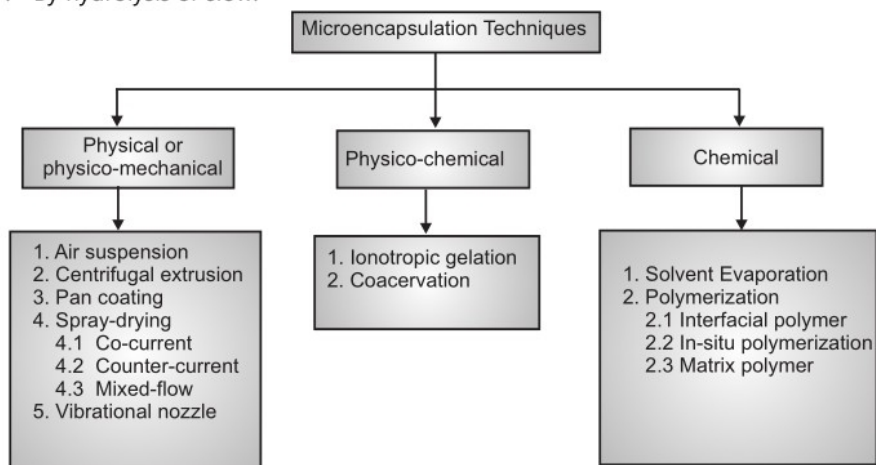 Microencapsulation Techniques
Physical or
physico-mechanical
Physico-chemical
Chemical
1. Air suspension
2. Centrifugal extrusion
3. Pan coating
4. Spray-drying
4.1 Co-current
4.2 Counter-current
4.3 Mixed-flow
5. Vibrational nozzle
1. Ionotropic gelation
2. Coacervation
1. Solvent Evaporation
2. Polymerization
2.1 Interfacial polymer
2.2 In-situ polymerization
2.3 Matrix polymer